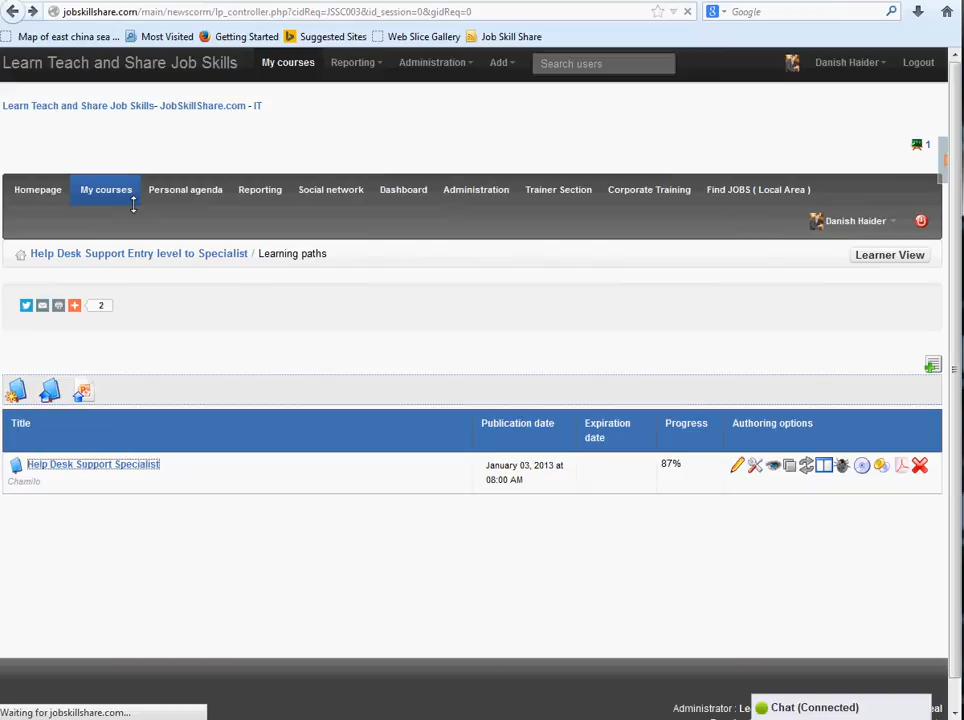 jobskillshare.com/main/newscorm/lp_controller.php?cidReq=JSSC003&id_session=0&gidReq=0
Google
Map of east china sea ...
Most Visited
Getting Started
Suggested Sites
Web Slice Gallery
Job Skill Share
Learn Teach and Share Job Skills
My courses
Reporting
Administration
Add
Search users
Danish Haider
Logout
Learn Teach and Share Job Skills- JobSkillShare.com - IT
1
Homepage
My courses
Personal agenda
Reporting
Social network
Dashboard
Administration
Trainer Section
Corporate Training
Find JOBS ( Local Area )
Danish Haider
Help Desk Support Entry level to Specialist / Learning paths
Learner View
2
Title
Publication date
Expiration
date
Progress
Authoring options
Help Desk Support Specialist
Chamilo
January 03, 2013 at
08:00 AM
87%
Waiting for jobskillshare.com...
Administrator : Le
Chat (Connected)